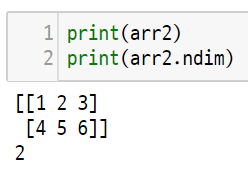 1 print(arr2)
2 print(arr2.ndim)
[[1 2 3]
 [4 5 6]]
2